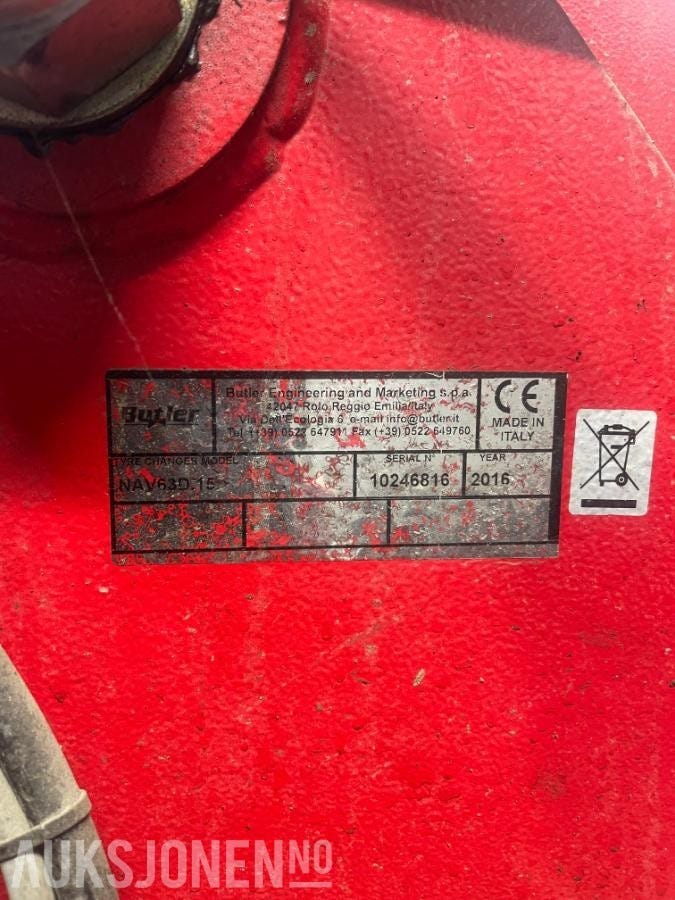 Butler
Butler Engineering and Marketing s.p.a.
42047 Rolo Reggio Emilia/Italy
Via Dell'Ecologia 6 e-mail info@butler.it
Tel. (+39) 0522 647911 Fax (+39) 0522 649760
CE
MADE IN
ITALY
TYRE CHANGES MODEL
NAV63D.15
SERIAL N°
10246816
YEAR
2016
AUKSJONEN.NO